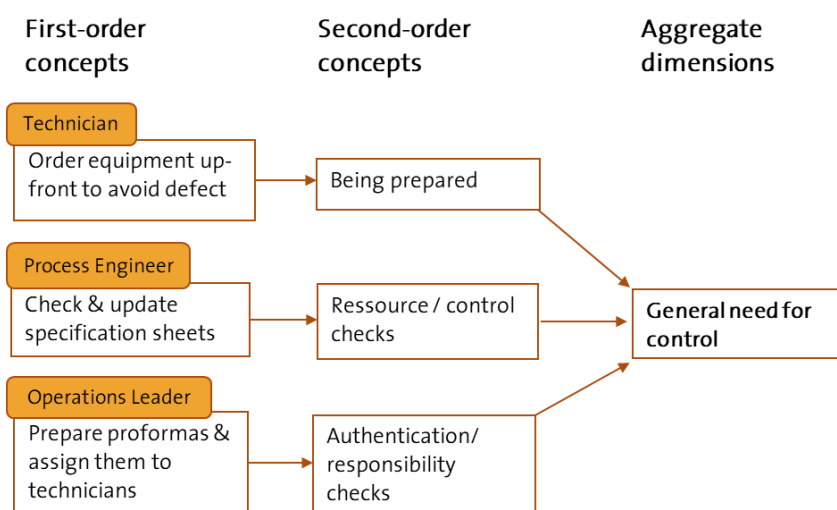 First-order
concepts
Second-order
concepts
Aggregate
dimensions
Technician
Order equipment up-
front to avoid defect
Being prepared
Process Engineer
Check & update
specification sheets
Ressource / control
checks
General need for
control
Operations Leader
Prepare proformas &
assign them to
technicians
Authentication/
responsibility
checks